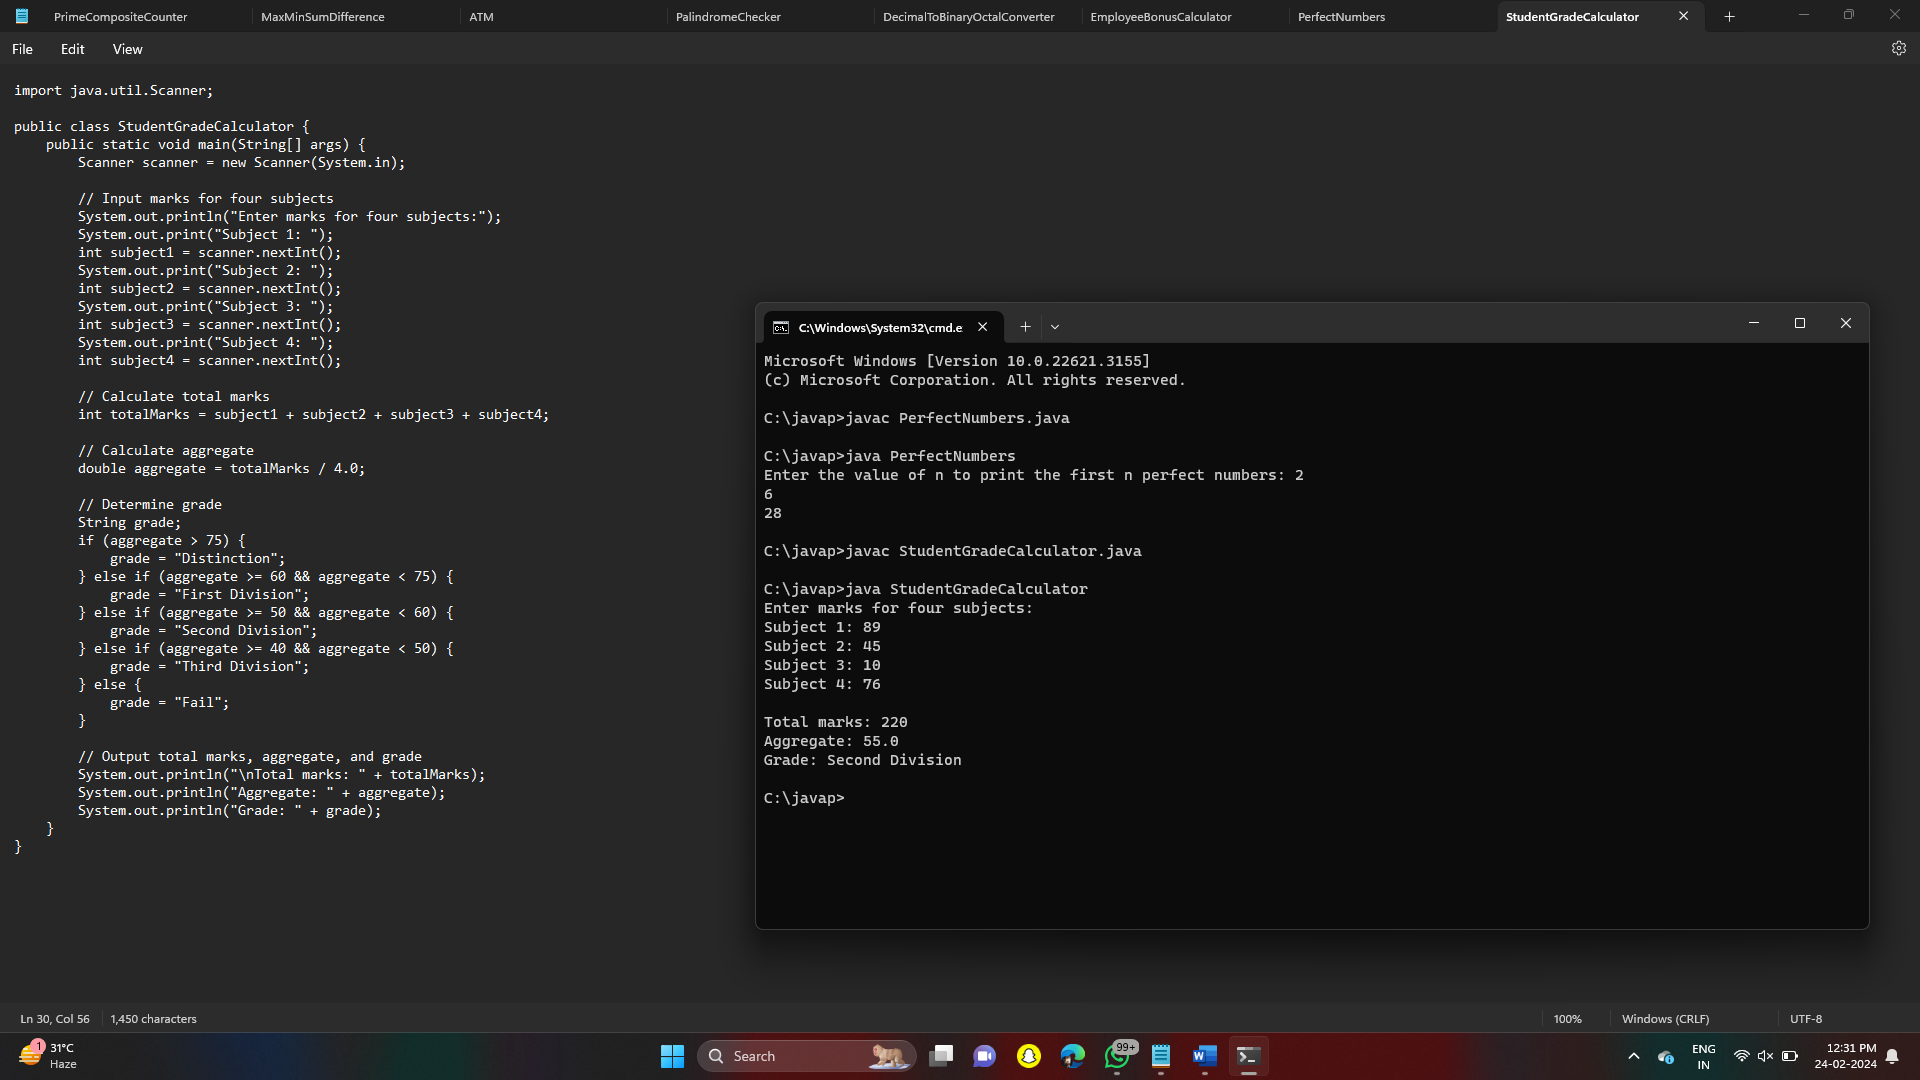 PrimeCompositeCounter MaxMinSumDifference ATM PalindromeChecker DecimalToBinaryOctalConverter EmployeeBonusCalculator PerfectNumbers StudentGradeCalculator
File Edit View
import java.util.Scanner;
public class StudentGradeCalculator {
    public static void main(String[] args) {
        Scanner scanner = new Scanner(System.in);
        // Input marks for four subjects
        System.out.println("Enter marks for four subjects:");
        System.out.print("Subject 1: ");
        int subject1 = scanner.nextInt();
        System.out.print("Subject 2: ");
        int subject2 = scanner.nextInt();
        System.out.print("Subject 3: ");
        int subject3 = scanner.nextInt();
        System.out.print("Subject 4: ");
        int subject4 = scanner.nextInt();
        // Calculate total marks
        int totalMarks = subject1 + subject2 + subject3 + subject4;
        // Calculate aggregate
        double aggregate = totalMarks / 4.0;
        // Determine grade
        String grade;
        if (aggregate > 75) {
            grade = "Distinction";
        } else if (aggregate >= 60 && aggregate < 75) {
            grade = "First Division";
        } else if (aggregate >= 50 && aggregate < 60) {
            grade = "Second Division";
        } else if (aggregate >= 40 && aggregate < 50) {
            grade = "Third Division";
        } else {
            grade = "Fail";
        }
        // Output total marks, aggregate, and grade
        System.out.println("\nTotal marks: " + totalMarks);
        System.out.println("Aggregate: " + aggregate);
        System.out.println("Grade: " + grade);
    }
}
C:\Windows\System32\cmd.e
Microsoft Windows [Version 10.0.22621.3155]
(c) Microsoft Corporation. All rights reserved.
C:\javap>javac PerfectNumbers.java
C:\javap>java PerfectNumbers
Enter the value of n to print the first n perfect numbers: 2
6
28
C:\javap>javac StudentGradeCalculator.java
C:\javap>java StudentGradeCalculator
Enter marks for four subjects:
Subject 1: 89
Subject 2: 45
Subject 3: 10
Subject 4: 76
Total marks: 220
Aggregate: 55.0
Grade: Second Division
C:\javap>
Ln 30, Col 56 1,450 characters 100% Windows (CRLF) UTF-8
1 31°C
Haze
Search
99+
W
ENG
IN
12:31 PM
24-02-2024